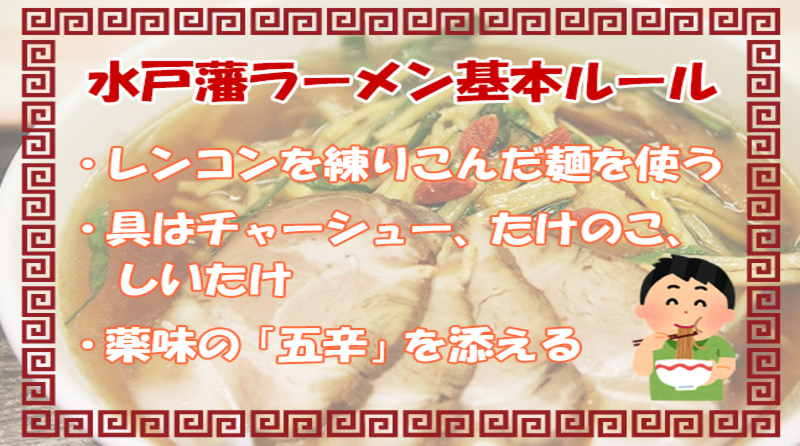 水戸藩ラーメン基本ルール
・レンコンを練りこんだ麺を使う
・具はチャーシュー、たけのこ、
しいたけ
・薬味の「五辛」を添える